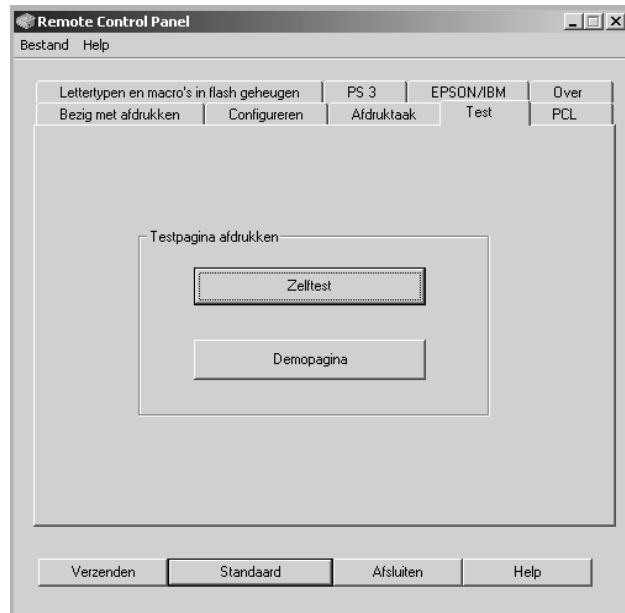 Remote Control Panel
Bestand Help
Lettertypen en macro's in flash geheugen PS 3 EPSON/IBM Over
Bezig met afdrukken Configureren Afdruktaak Test PCL
Testpagina afdrukken
Zelftest
Demopagina
Verzenden Standaard Afsluiten Help